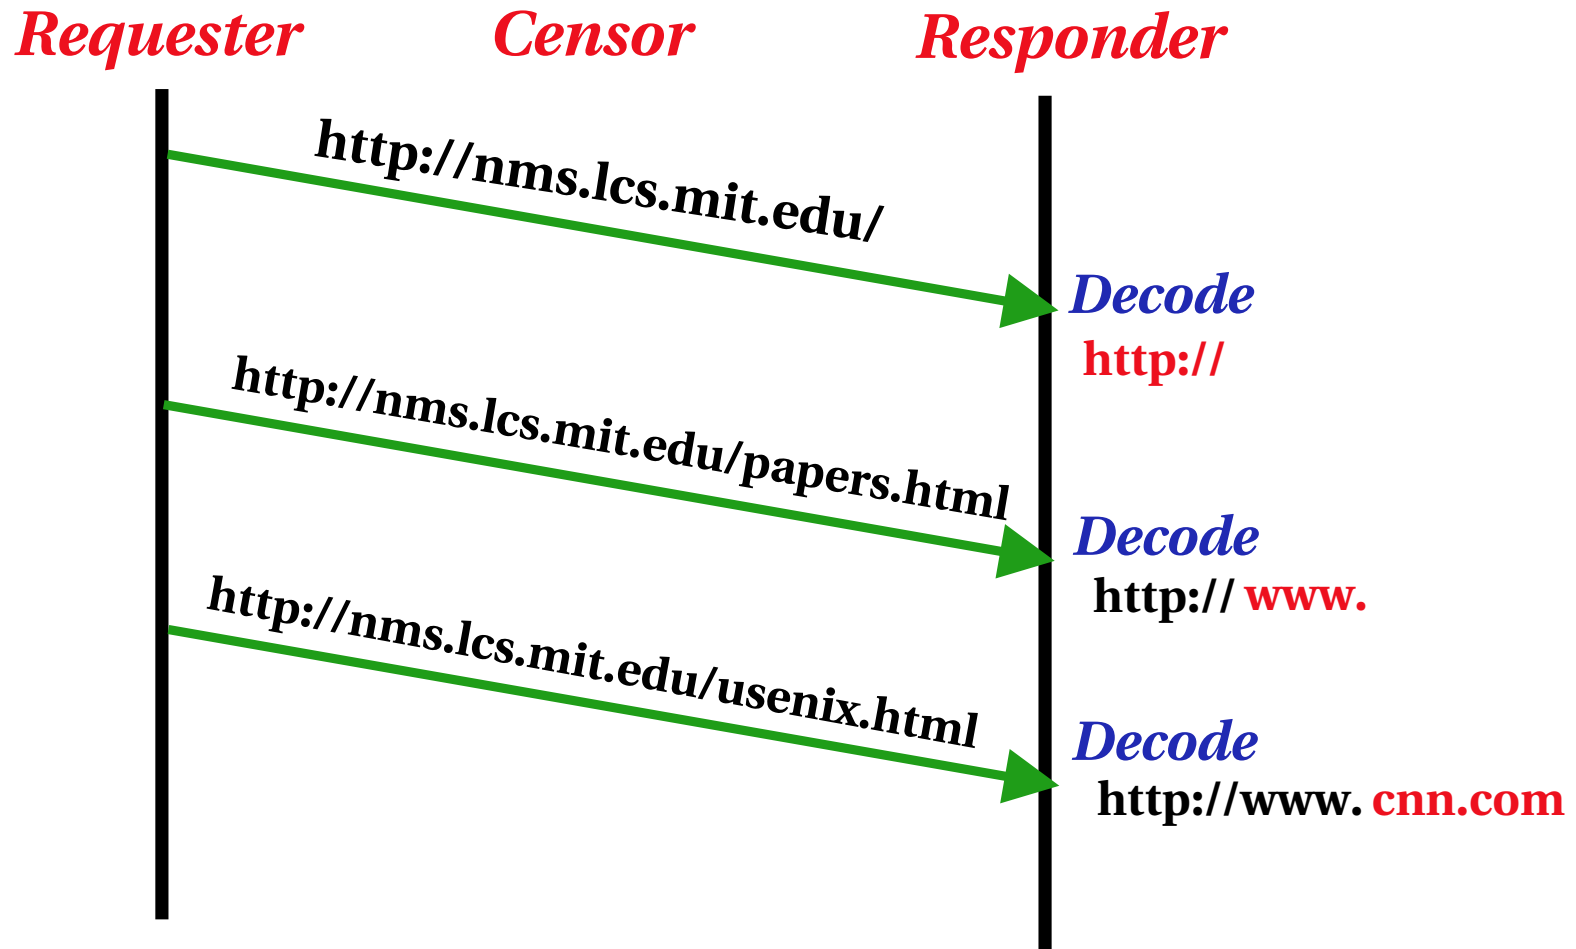 Requester Censor Responder
http://nms.lcs.mit.edu/
Decode
http://
http://nms.lcs.mit.edu/papers.html
Decode
http:// www.
http://nms.lcs.mit.edu/usenix.html
Decode
http://www. cnn.com